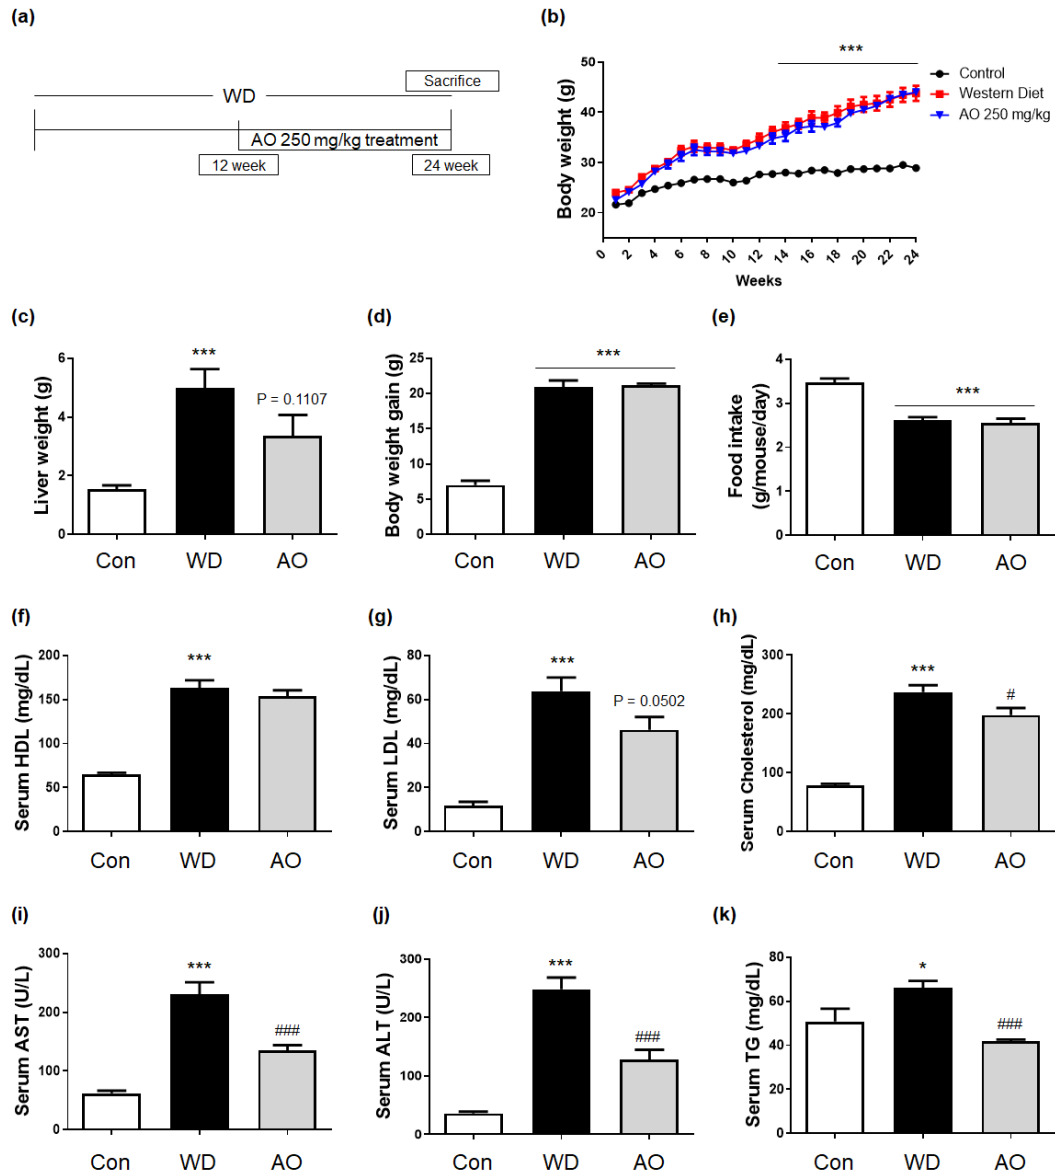 (a)
Sacrifice
WD
AO 250 mg/kg treatment
12 week
24 week
(b)
***
Body weight (g)
50
40
30
20
0
2
4
6
8
10
12
14
16
18
20
22
24
Weeks
Control
Western Diet
AO 250 mg/kg
(c)
Liver weight (g)
6
4
2
0
***
P = 0.1107
Con
WD
AO
(d)
Body weight gain (g)
25
20
15
10
5
0
***
Con
WD
AO
(e)
Food intake
(g/mouse/day)
4
3
2
1
0
***
Con
WD
AO
(f)
Serum HDL (mg/dL)
200
150
100
50
0
***
Con
WD
AO
(g)
Serum LDL (mg/dL)
80
60
40
20
0
***
P = 0.0502
Con
WD
AO
(h)
Serum Cholesterol (mg/dL)
300
200
100
0
***
#
Con
WD
AO
(i)
Serum AST (U/L)
300
200
100
0
***
###
Con
WD
AO
(j)
Serum ALT (U/L)
300
200
100
0
***
###
Con
WD
AO
(k)
Serum TG (mg/dL)
80
60
40
20
0
*
###
Con
WD
AO